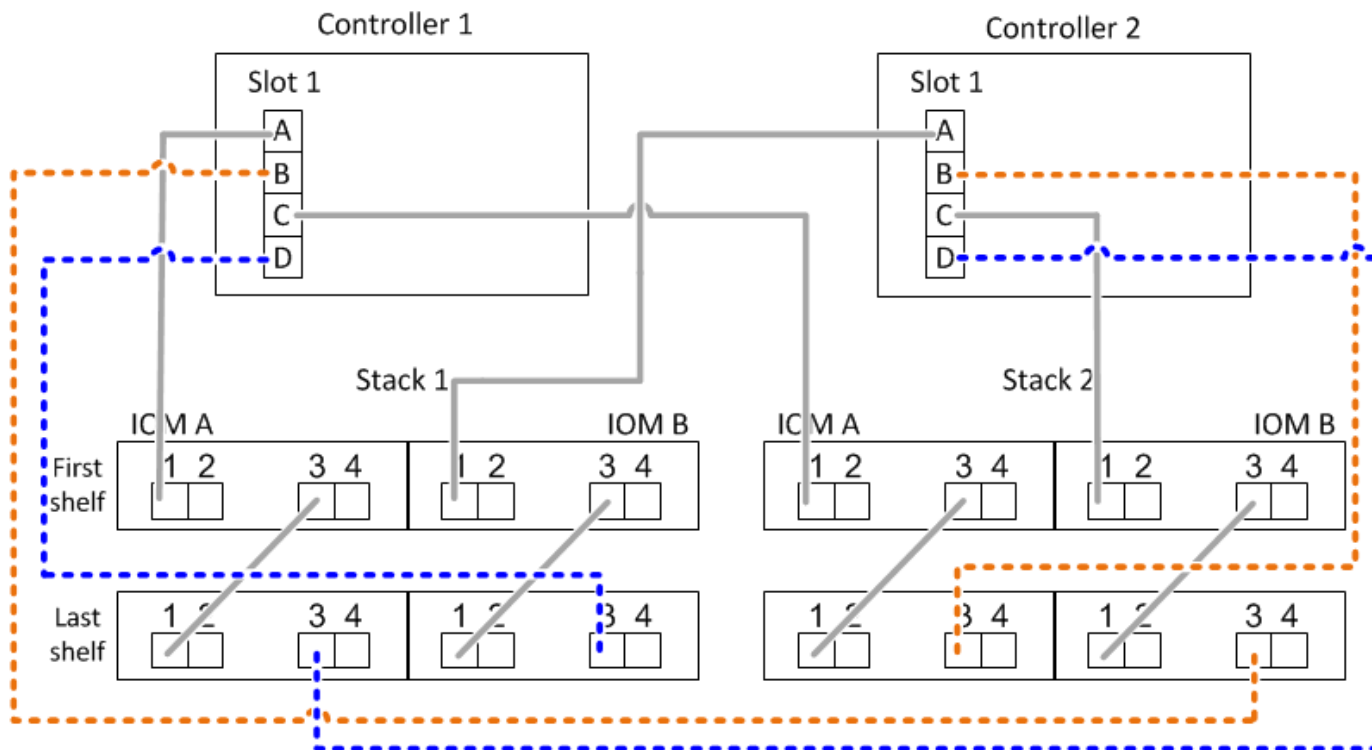 Controller 1
Controller 2
Slot 1
Slot 1
A
A
B
B
C
C
D
D
Stack 1
Stack 2
IOM A
IOM B
IOM A
IOM B
First shelf
1 2 3 4 1 2 3 4 1 2 3 4 1 2 3 4
Last shelf
1 2 3 4 1 2 3 4 1 2 3 4 1 2 3 4